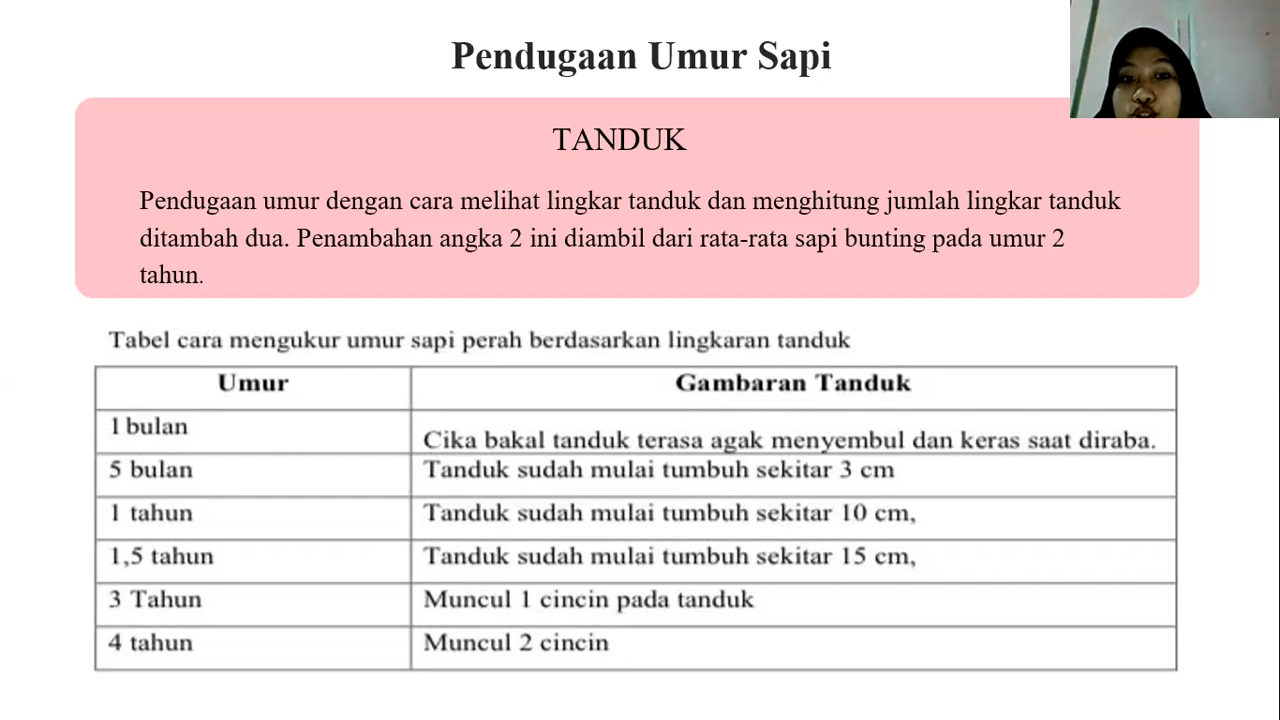 Pendugaan Umur Sapi
TANDUK
Pendugaan umur dengan cara melihat lingkar tanduk dan menghitung jumlah lingkar tanduk
ditambah dua. Penambahan angka 2 ini diambil dari rata-rata sapi bunting pada umur 2
tahun.
Tabel cara mengukur umur sapi perah berdasarkan lingkaran tanduk
Umur Gambaran Tanduk
1 bulan Cika bakal tanduk terasa agak menyembul dan keras saat diraba.
5 bulan Tanduk sudah mulai tumbuh sekitar 3 cm
1 tahun Tanduk sudah mulai tumbuh sekitar 10 cm,
1,5 tahun Tanduk sudah mulai tumbuh sekitar 15 cm,
3 Tahun Muncul 1 cincin pada tanduk
4 tahun Muncul 2 cincin